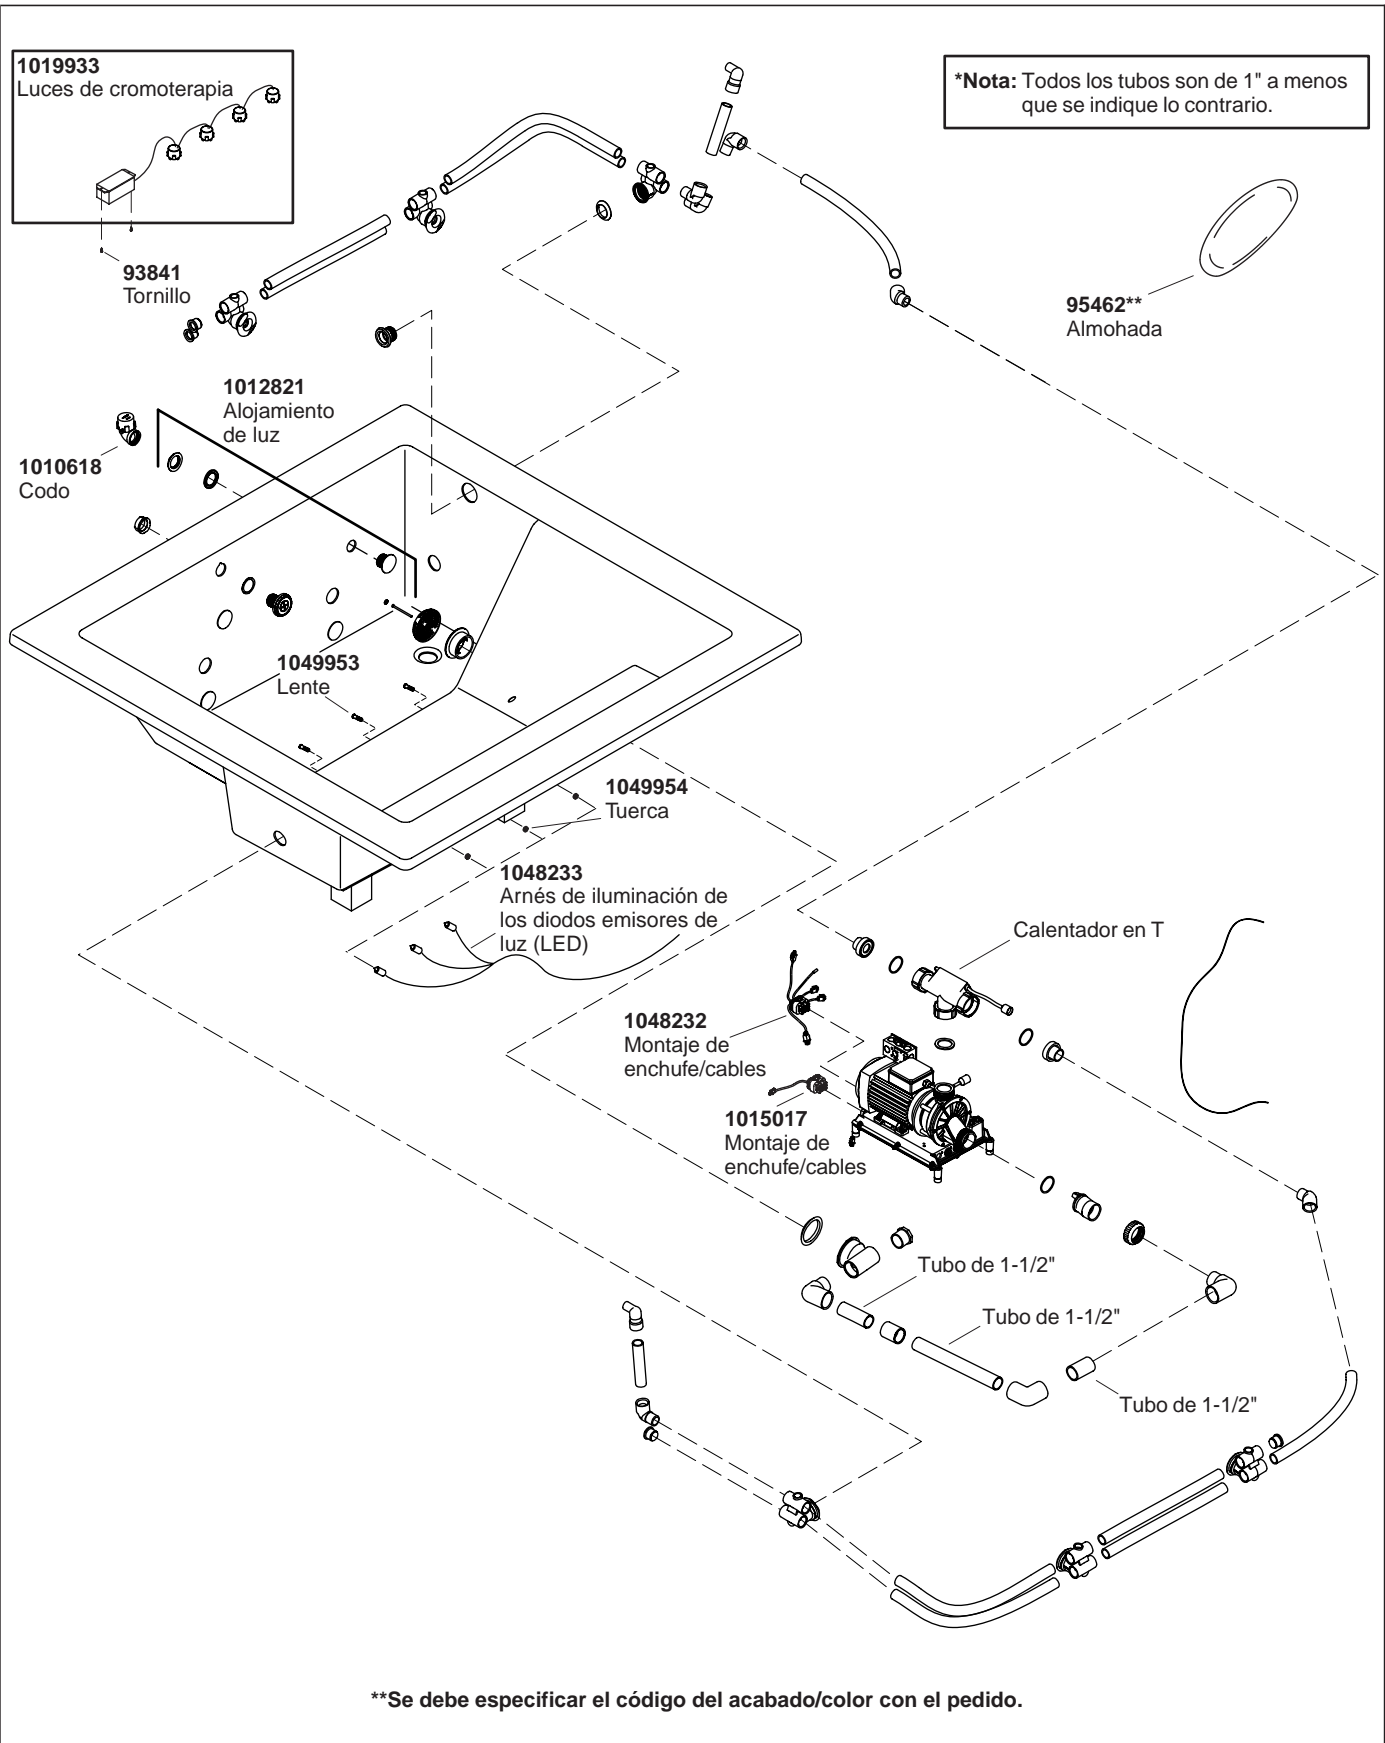 1019933
Luces de cromoterapia
*Nota: Todos los tubos son de 1" a menos
que se indique lo contrario.
93841
Tornillo
95462**
Almohada
1012821
Alojamiento
de luz
1010618
Codo
1049953
Lente
1049954
Tuerca
1048233
Arnés de iluminación de
los diodos emisores de
luz (LED)
Calentador en T
1048232
Montaje de
enchufe/cables
1015017
Montaje de
enchufe/cables
Tubo de 1-1/2"
Tubo de 1-1/2"
Tubo de 1-1/2"
**Se debe especificar el código del acabado/color con el pedido.